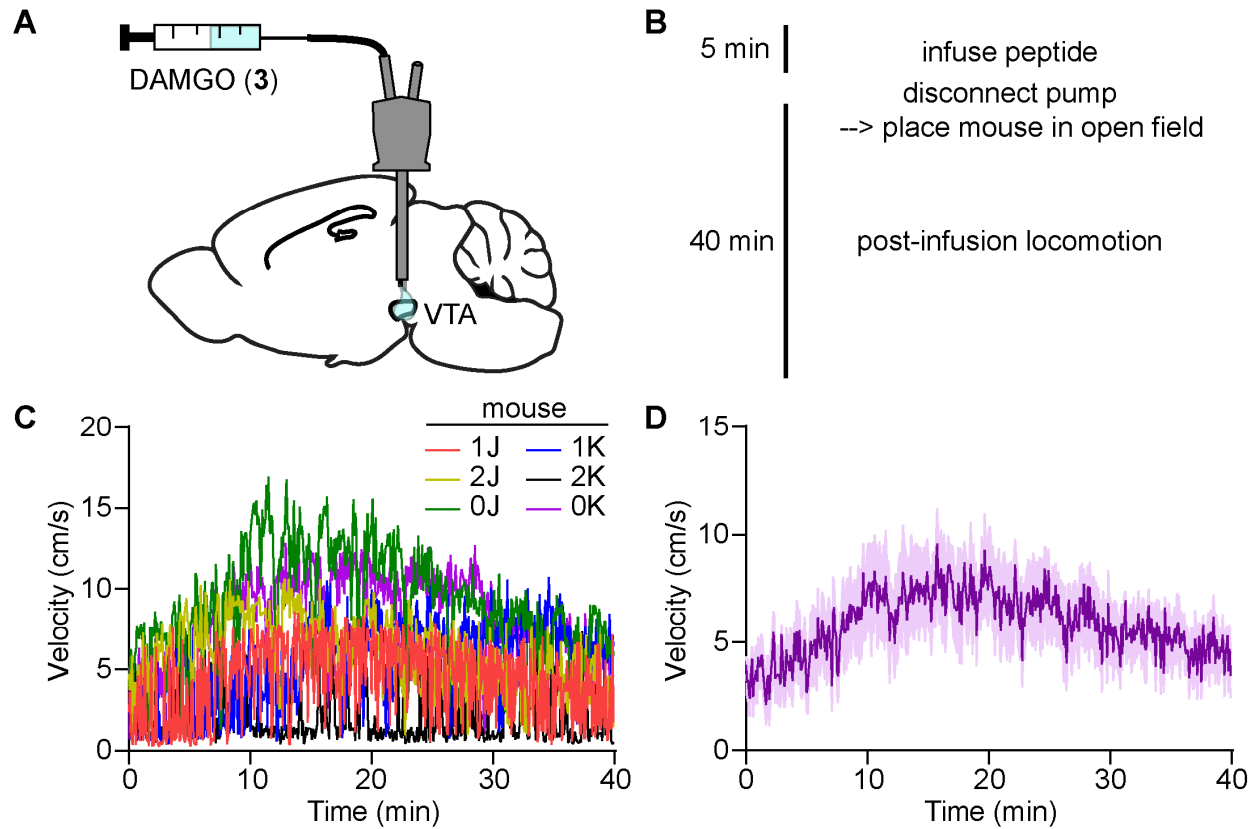 A
DAMGO (3)
VTA
B
5 min
infuse peptide
disconnect pump
--> place mouse in open field
40 min
post-infusion locomotion
C
mouse
1J
1K
2J
2K
0J
0K
Velocity (cm/s)
20
15
10
5
0
0
10
20
30
40
Time (min)
D
Velocity (cm/s)
15
10
5
0
0
10
20
30
40
Time (min)